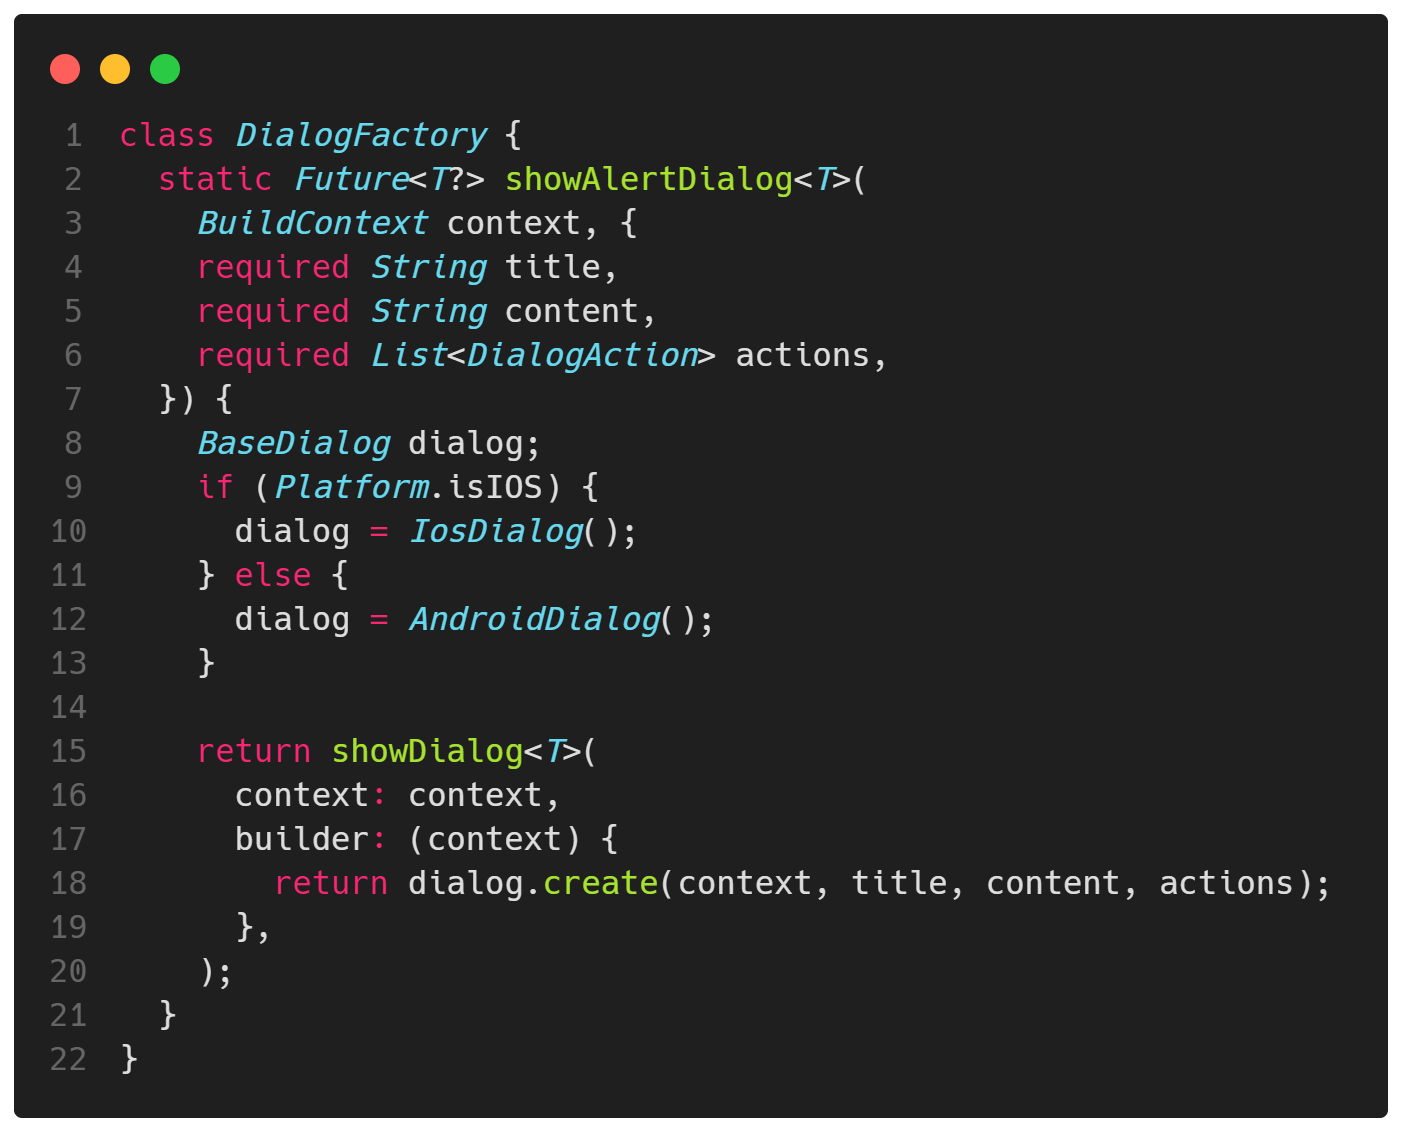 1 class DialogFactory {
2   static Future<T?> showAlertDialog<T>(
3     BuildContext context, {
4     required String title,
5     required String content,
6     required List<DialogAction> actions,
7   }) {
8     BaseDialog dialog;
9     if (Platform.isIOS) {
10       dialog = IosDialog();
11     } else {
12       dialog = AndroidDialog();
13     }
14
15     return showDialog<T>(
16       context: context,
17       builder: (context) {
18         return dialog.create(context, title, content, actions);
19       },
20     );
21   }
22 }